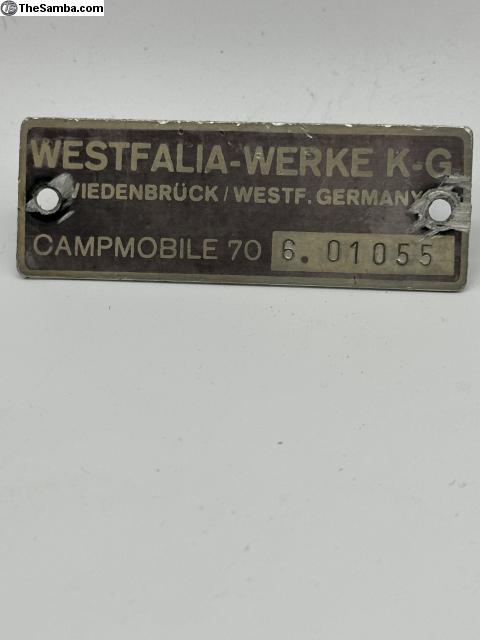 TheSamba.com
WESTFALIA-WERKE K-G
WIEDENBRÜCK / WESTF. GERMANY
CAMPMOBILE 70 6. 01055